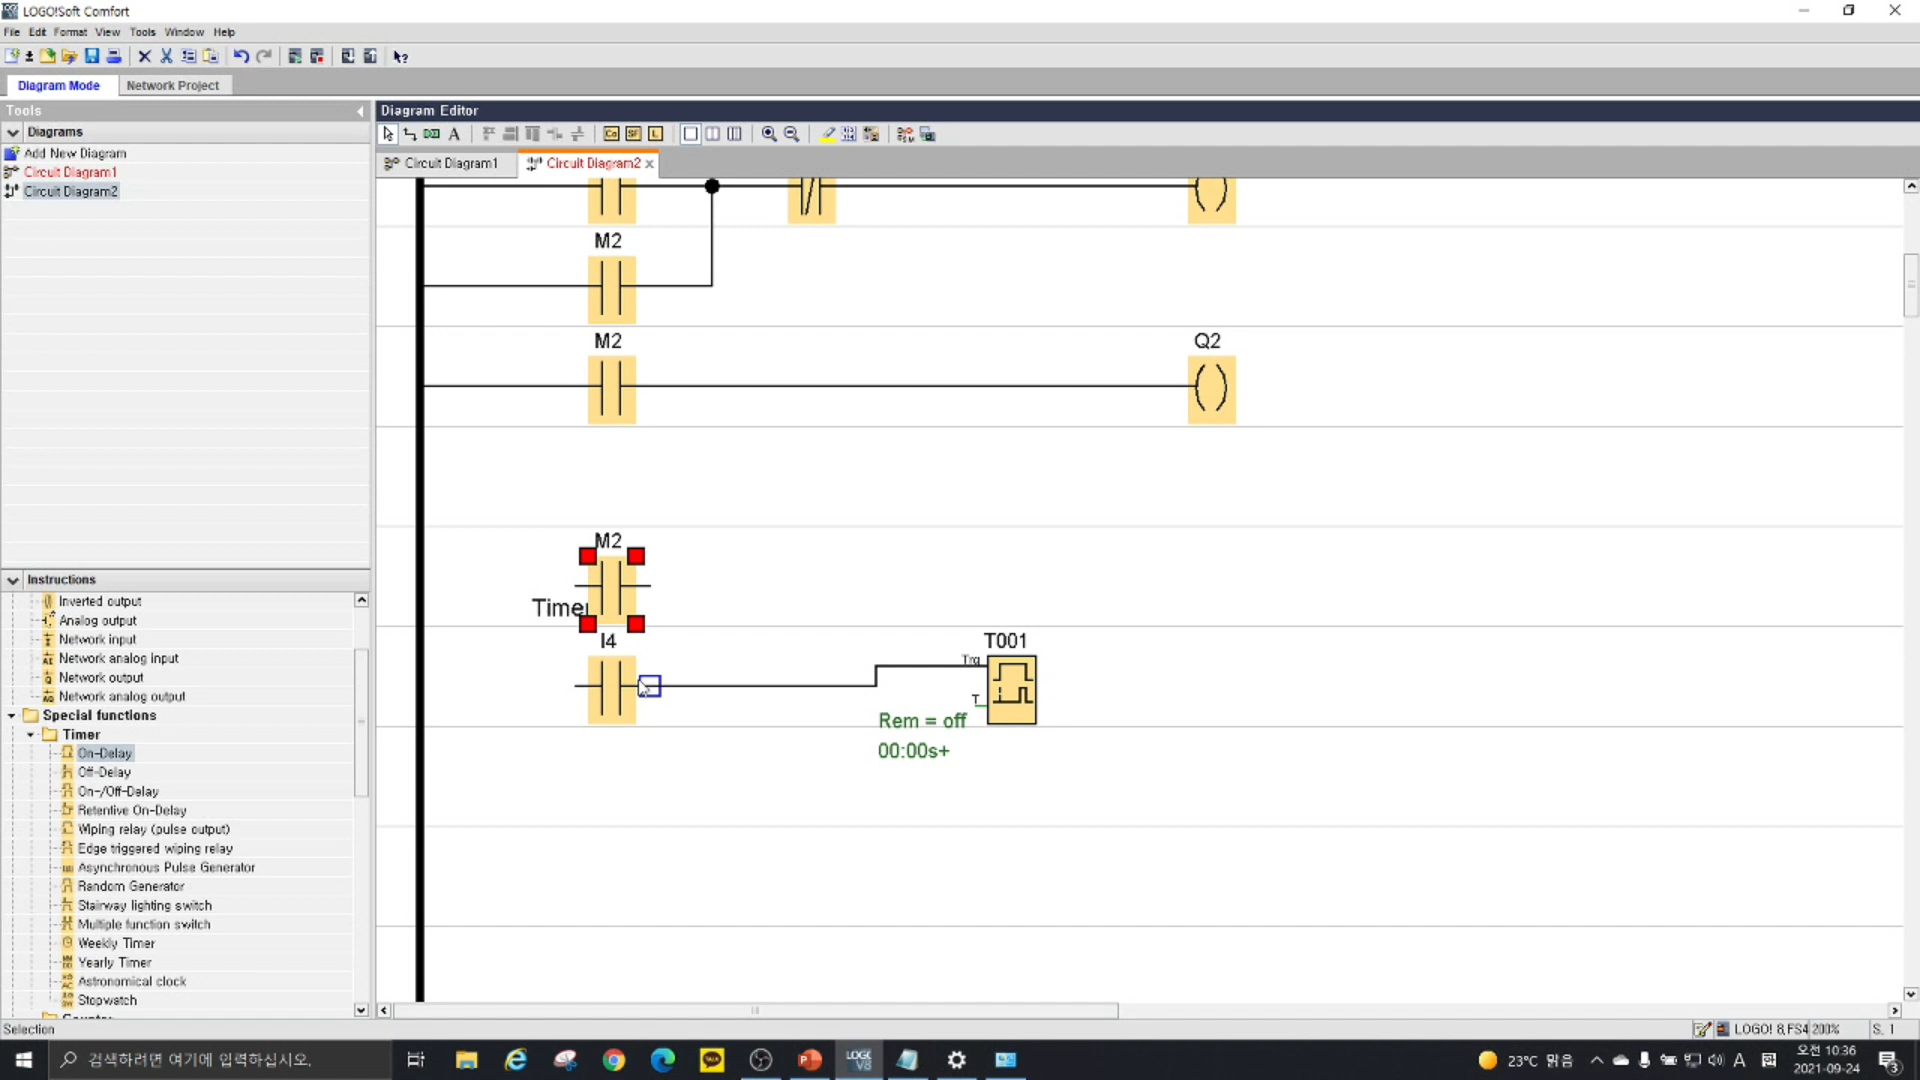 LOGO!Soft Comfort
File Edit Format View Tools Window Help
Diagram Mode Network Project
Tools
Diagram Editor
Diagrams
Add New Diagram
Circuit Diagram1
Circuit Diagram2
Circuit Diagram1
Circuit Diagram2
M2
M2
Q2
M2
Timer
I4
T001
Trg
T
Rem = off
00:00s+
Instructions
Inverted output
Analog output
Network input
Network analog input
Network output
Network analog output
Special functions
Timer
On-Delay
Off-Delay
On-/Off-Delay
Retentive On-Delay
Wiping relay (pulse output)
Edge triggered wiping relay
Asynchronous Pulse Generator
Random Generator
Stairway lighting switch
Multiple function switch
Weekly Timer
Yearly Timer
Astronomical clock
Stopwatch
Selection
LOGO! 8.FS4 200% S. 1
검색하려면 여기에 입력하십시오.
23°C 맑음
A
오전 10:36
2021-09-24
3